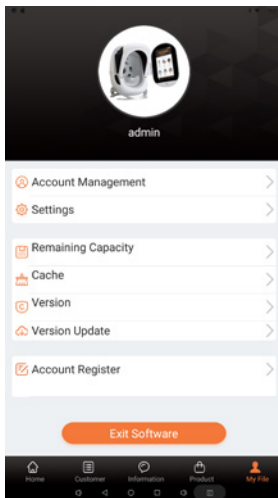 admin
Account Management
Settings
Remaining Capacity
Cache
Version
Version Update
Account Register
Exit Software
Home Customer Information Product My File